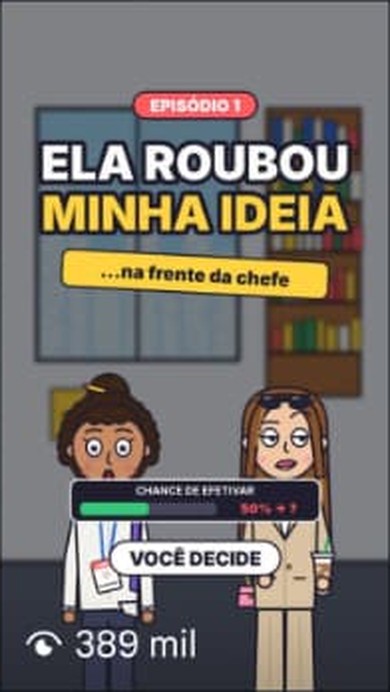 EPISÓDIO 1
ELA ROUBOU
MINHA IDEIA
...na frente da chefe
CHANCE DE EFETIVAR
50% → ?
VOCÊ DECIDE
389 mil